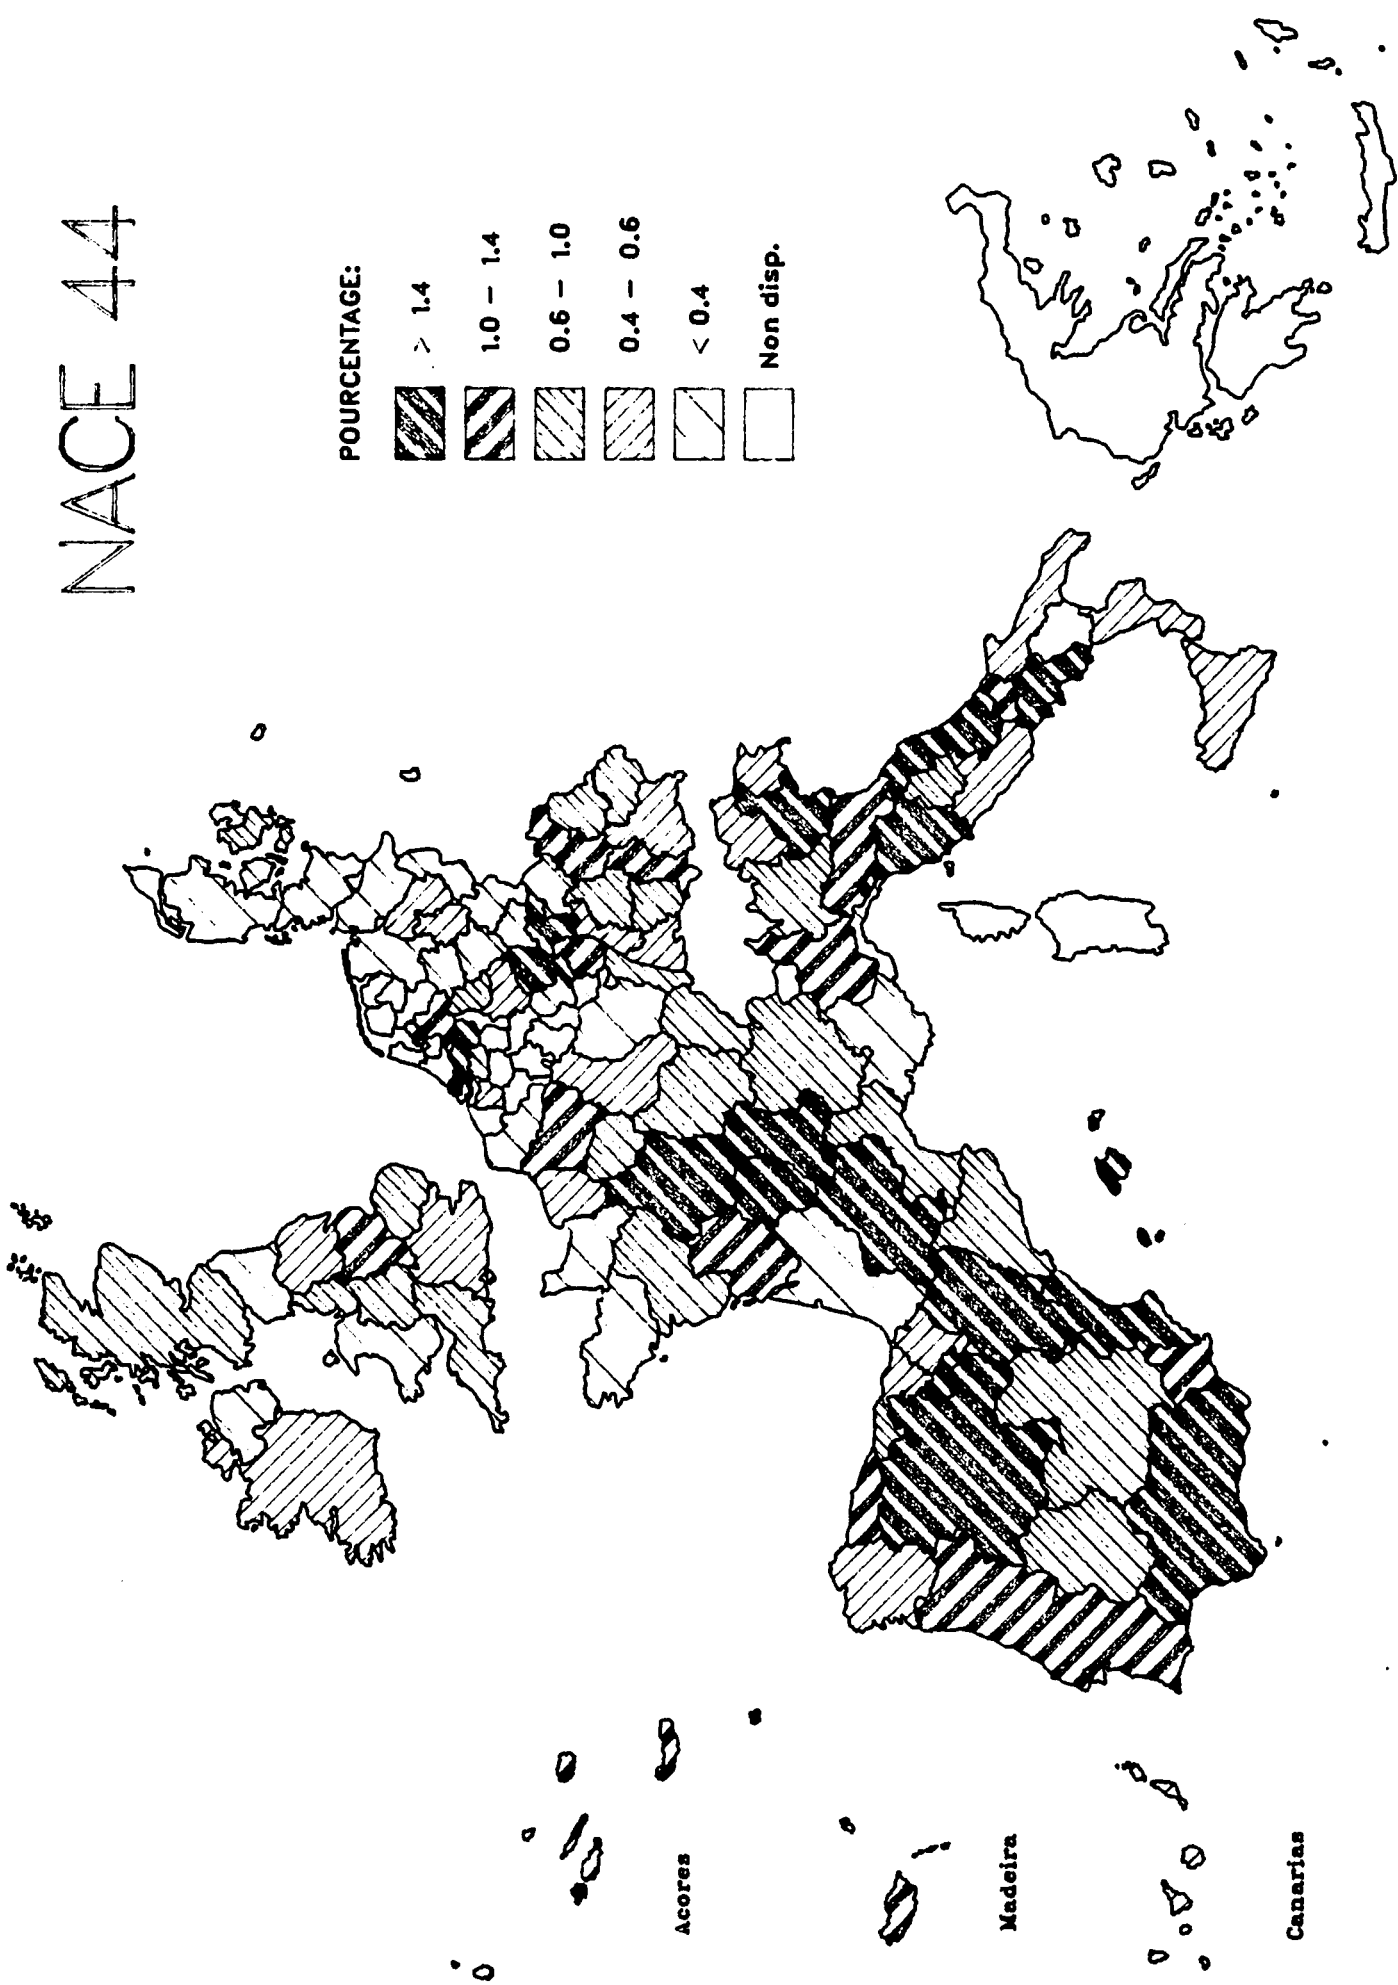 NACE 44
POURCENTAGE:
> 1.4
1.0 – 1.4
0.6 – 1.0
0.4 – 0.6
< 0.4
Non disp.
Acores
Madeira
Canarias